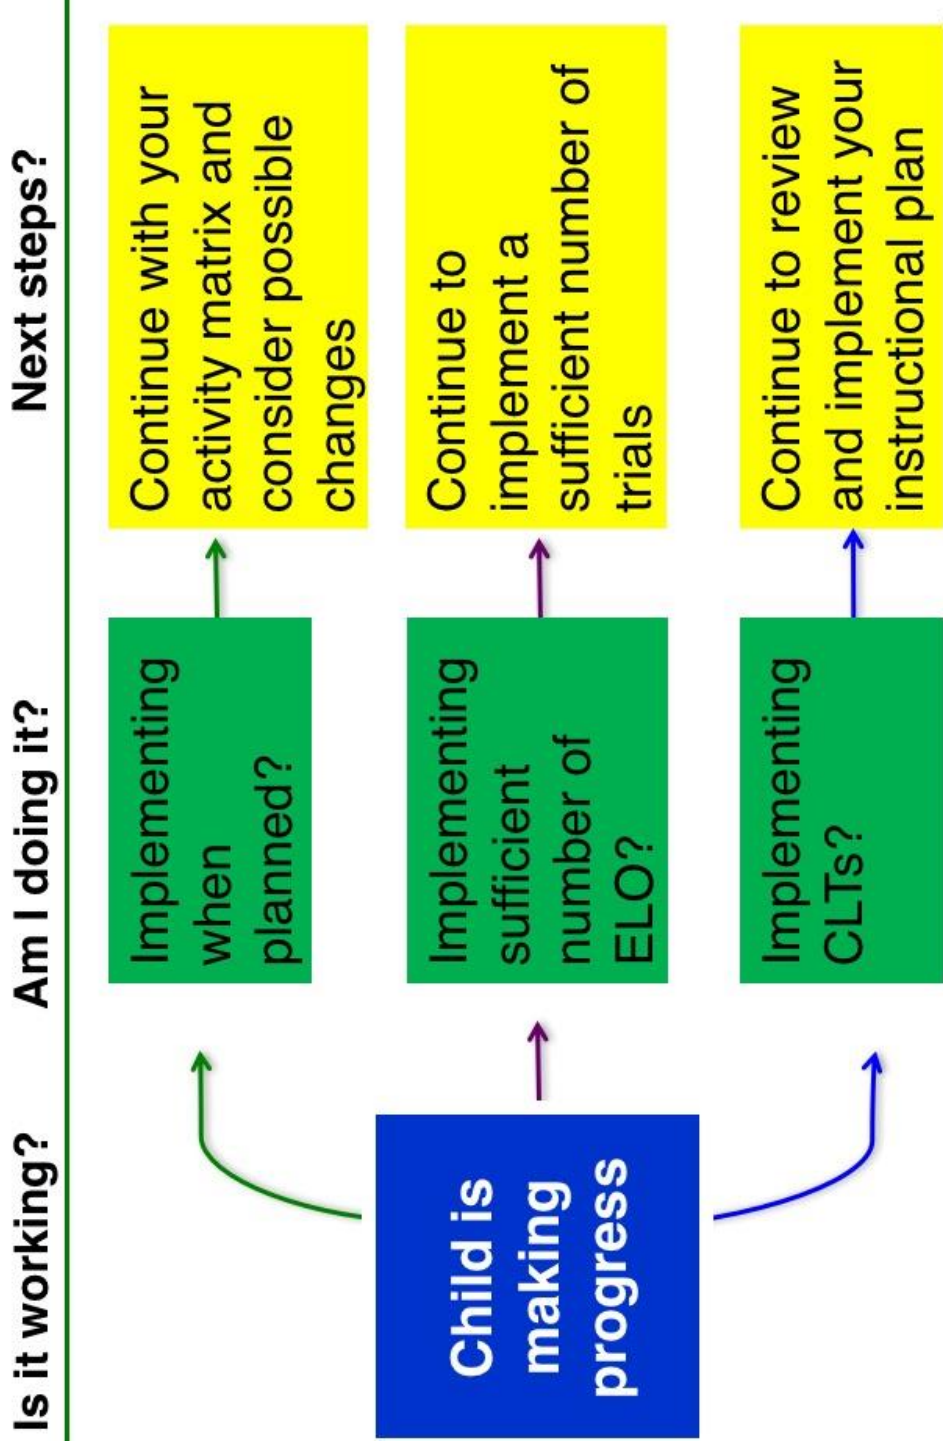 Is it working?
Am I doing it?
Next steps?
Child is
making
progress
Implementing
when
planned?
Continue with your
activity matrix and
consider possible
changes
Implementing
sufficient
number of
ELO?
Continue to
implement a
sufficient number of
trials
Implementing
CLTs?
Continue to review
and implement your
instructional plan